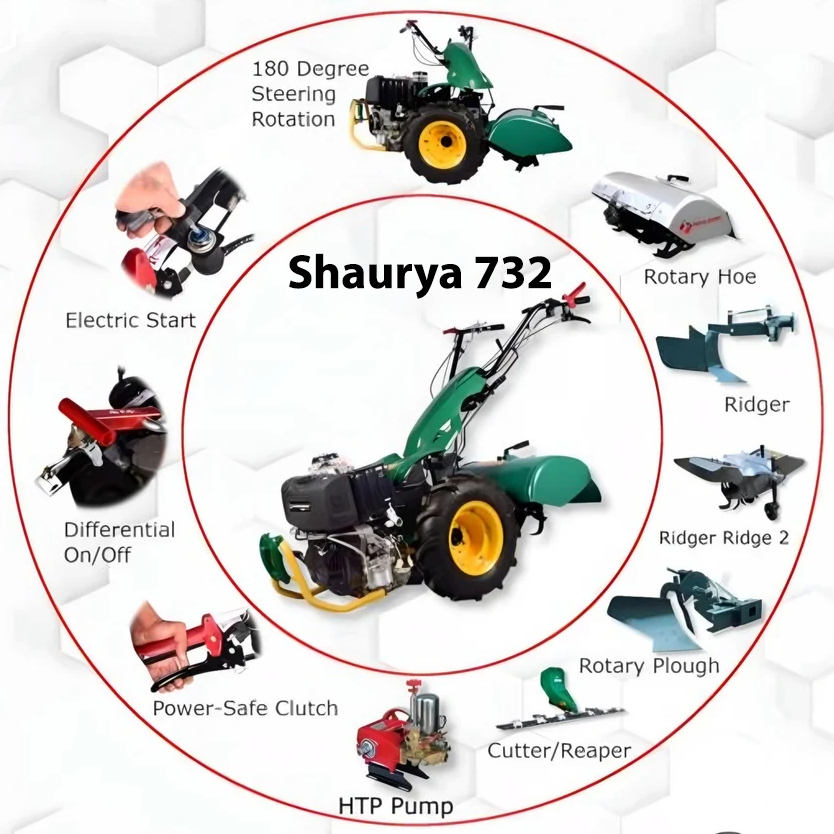 180 Degree
Steering
Rotation
Rotary Hoe
Shaurya 732
Electric Start
Ridger
Differential
On/Off
Ridger Ridge 2
Rotary Plough
Power-Safe Clutch
Cutter/Reaper
HTP Pump